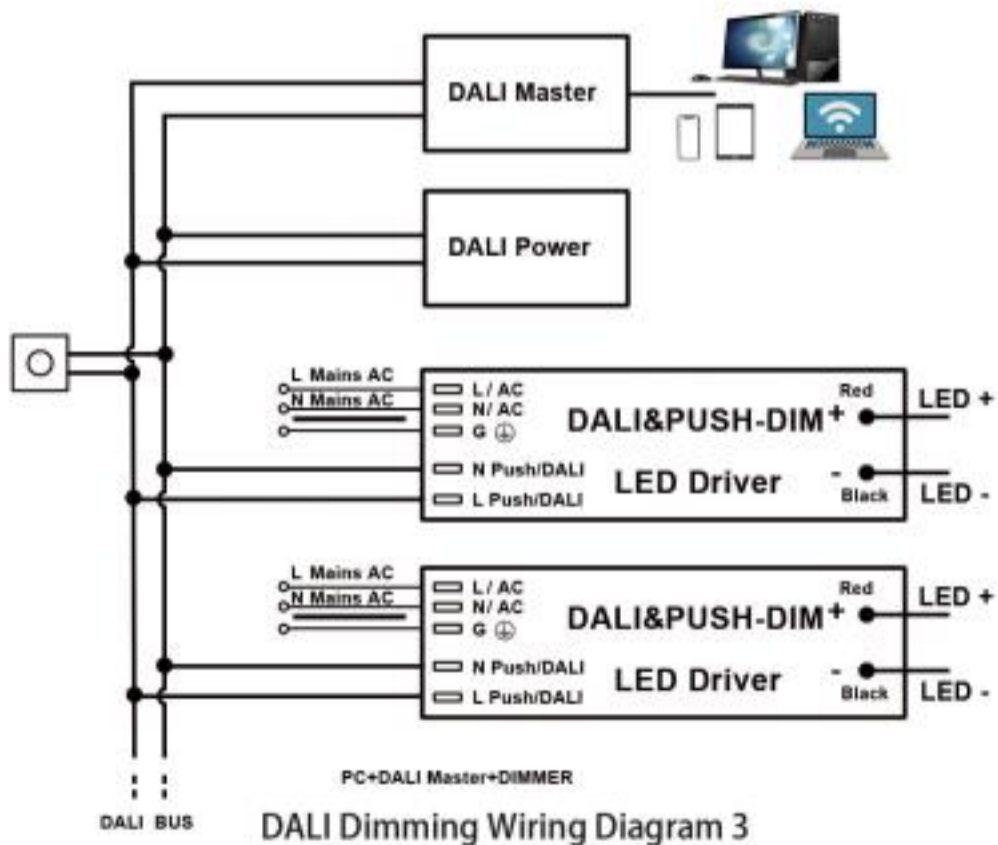 DALI Master
DALI Power
L Mains AC
N Mains AC
L/ AC
N/ AC
G
N Push/DALI
L Push/DALI
DALI&PUSH-DIM
LED Driver
Red
+
-
Black
LED +
LED -
L Mains AC
N Mains AC
L/ AC
N/ AC
G
N Push/DALI
L Push/DALI
DALI&PUSH-DIM
LED Driver
Red
+
-
Black
LED +
LED -
PC+DALI Master+DIMMER
DALI BUS
DALI Dimming Wiring Diagram 3